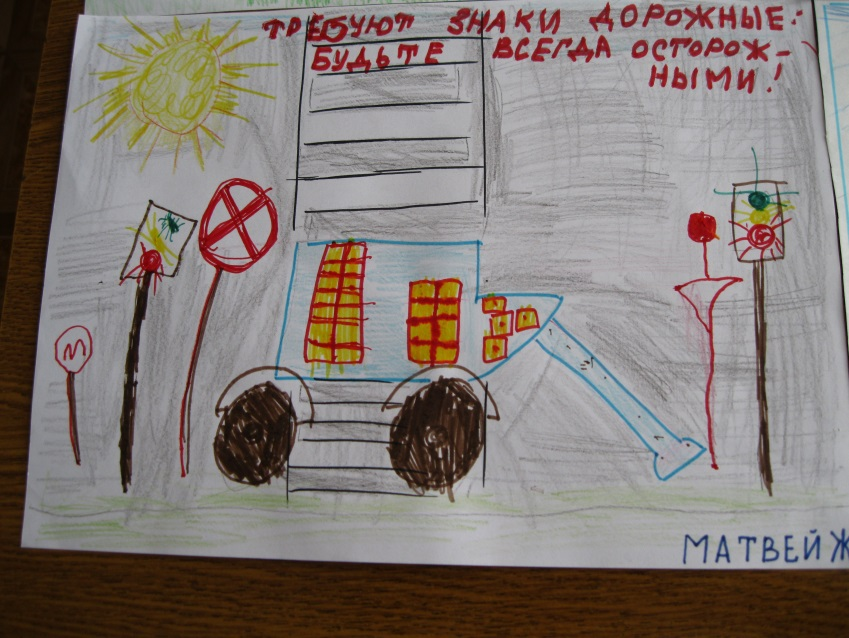 ТРЕБУЮТ ЗНАКИ ДОРОЖНЫЕ:
БУДЬТЕ ВСЕГДА ОСТОРОЖ-
НЫМИ!
М
МАТВЕЙ Ж